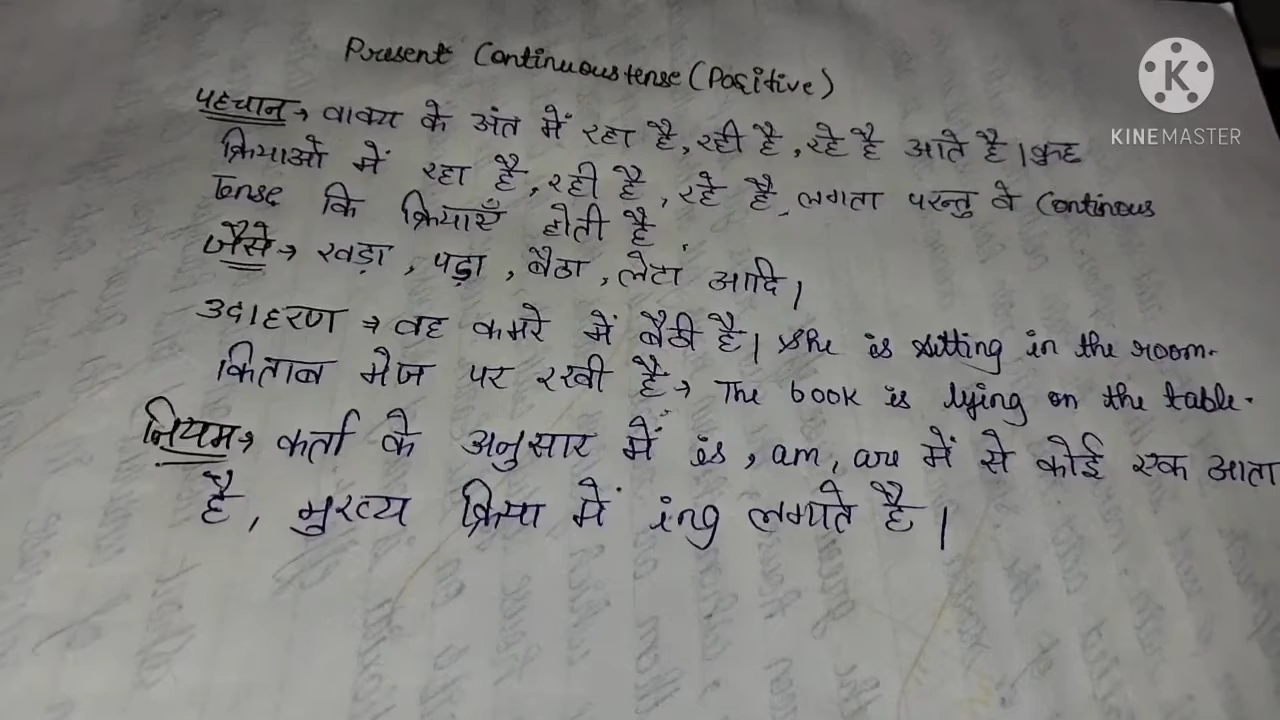 Present Continuous tense (Positive)
पहचान → वाक्य के अंत में रहा है, रही है, रहे है आते है। कुछ
क्रियाओं में रहा है, रही है, रहे है, लगता परन्तु वे Continous
Tense कि क्रियाएँ होती है.
जैसे → खड़ा, पड़ा, बैठा, लेटा आदि।
उदाहरण → वह कमरे में बैठी है। She is sitting in the room.
किताब मेज पर रखी है → The book is lying on the table.
नियम → कर्ता के अनुसार में is, am, are में से कोई एक आता
है, मुख्य क्रिया में ing लगाते है।
K
KINEMASTER